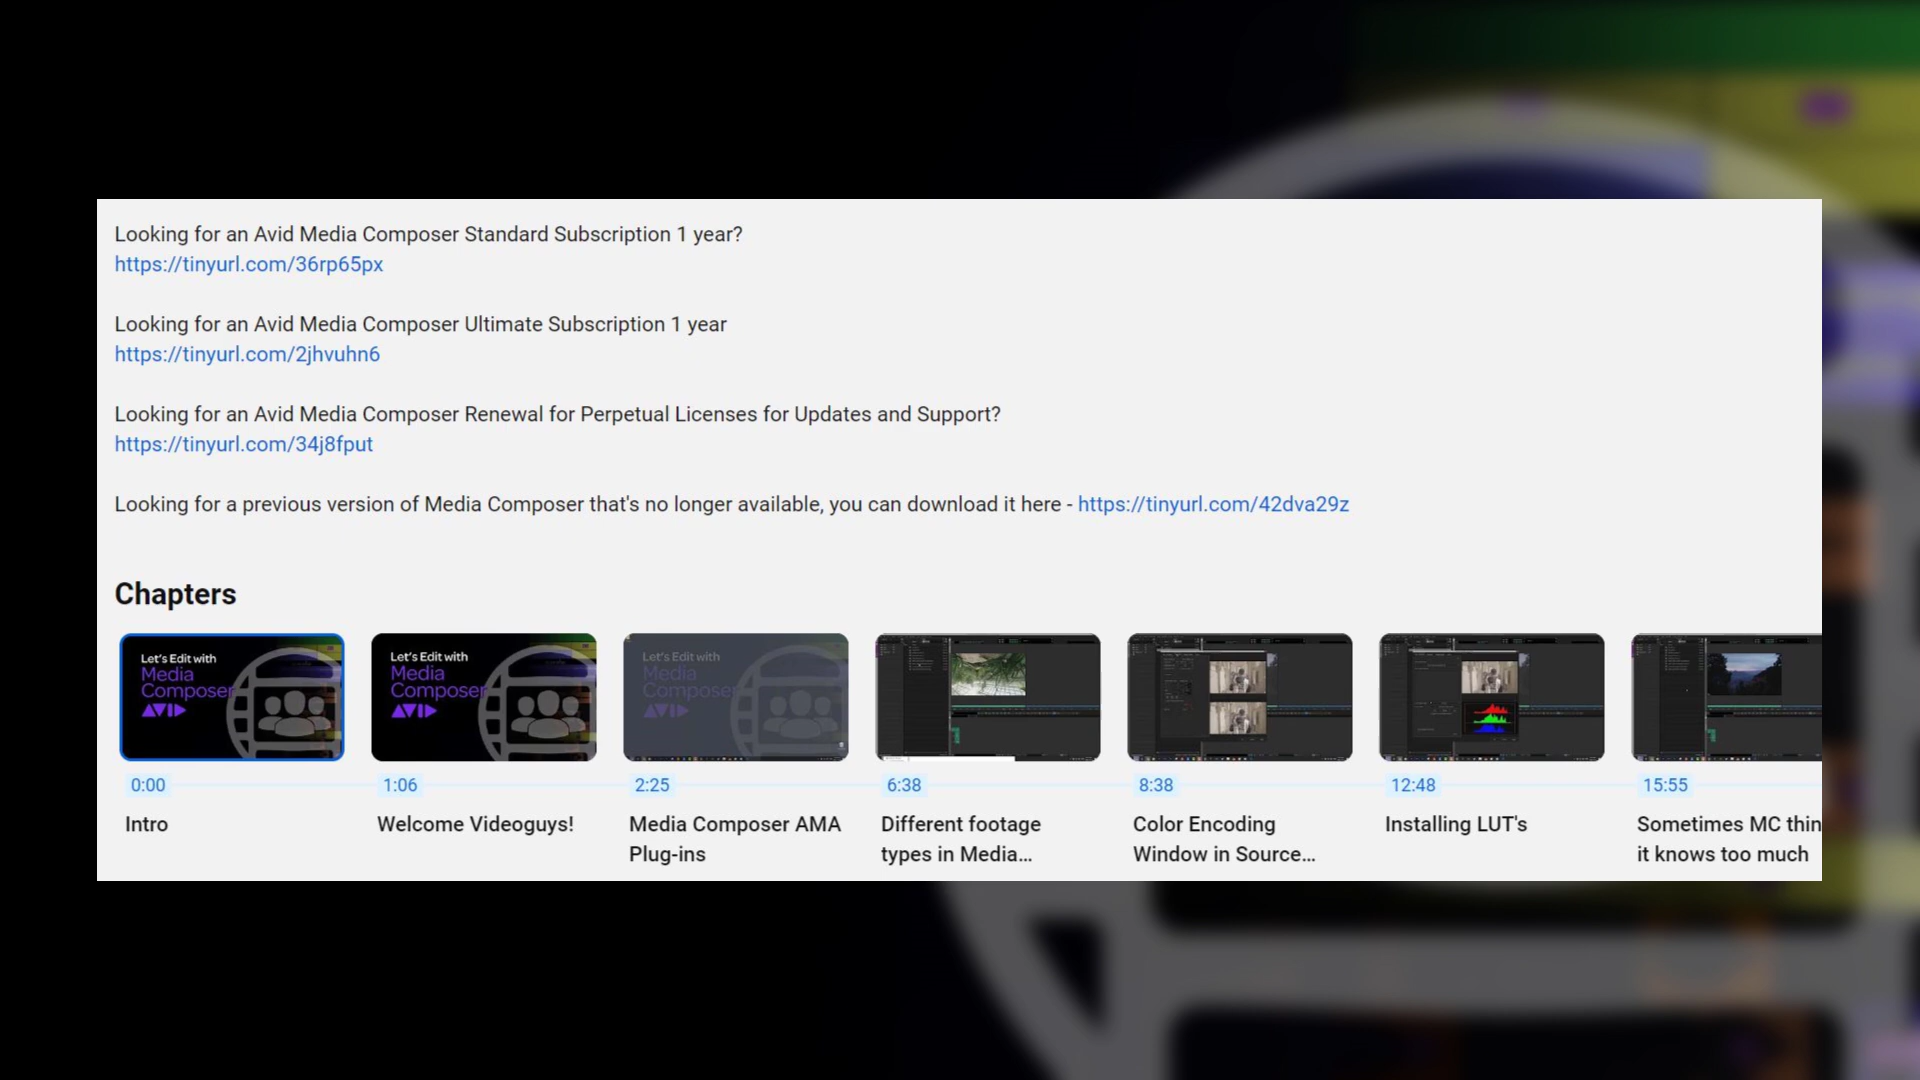 Looking for an Avid Media Composer Standard Subscription 1 year?
https://tinyurl.com/36rp65px
Looking for an Avid Media Composer Ultimate Subscription 1 year
https://tinyurl.com/2jhvuhn6
Looking for an Avid Media Composer Renewal for Perpetual Licenses for Updates and Support?
https://tinyurl.com/34j8fput
Looking for a previous version of Media Composer that's no longer available, you can download it here - https://tinyurl.com/42dva29z
Chapters
Let's Edit with
Media
Composer
AVID
Let's Edit with
Media
Composer
AVID
Let's Edit with
Media
Composer
AVID
0:00
1:06
2:25
6:38
8:38
12:48
15:55
Intro
Welcome Videoguys!
Media Composer AMA
Plug-ins
Different footage
types in Media...
Color Encoding
Window in Source...
Installing LUT's
Sometimes MC thin
it knows too much